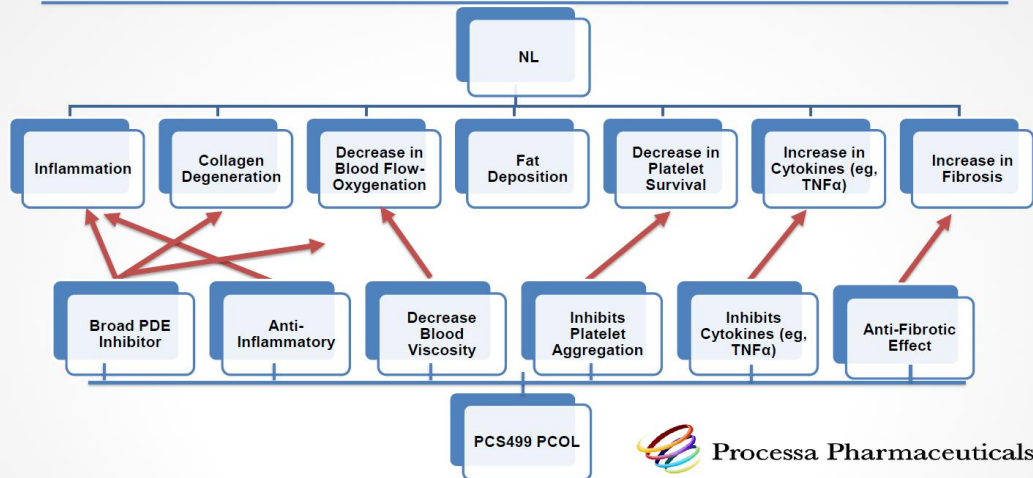 NL
Inflammation
Collagen
Degeneration
Decrease in
Blood Flow-
Oxygenation
Fat
Deposition
Decrease in
Platelet
Survival
Increase in
Cytokines (eg,
TNFα)
Increase in
Fibrosis
Broad PDE
Inhibitor
Anti-
Inflammatory
Decrease
Blood
Viscosity
Inhibits
Platelet
Aggregation
Inhibits
Cytokines (eg,
TNFα)
Anti-Fibrotic
Effect
PCS499 PCOL
Processa Pharmaceuticals